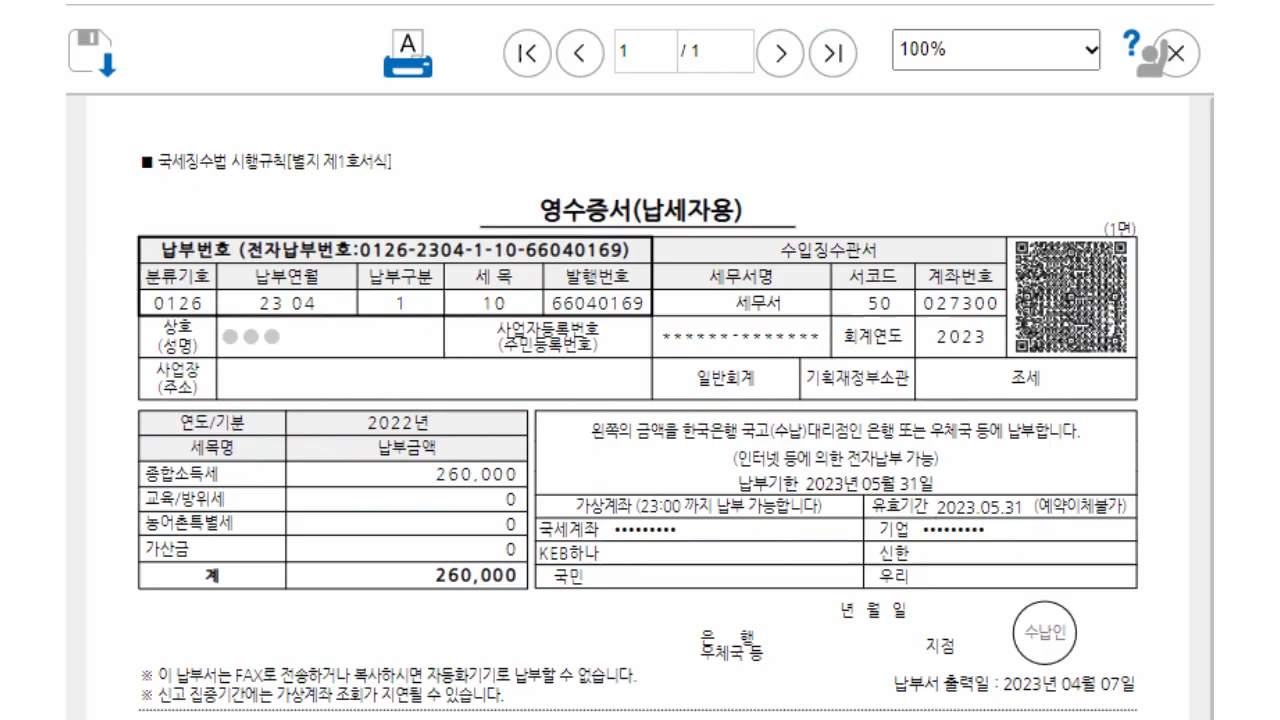 A
1 / 1
100%
?
■ 국세징수법 시행규칙[별지 제1호서식]
영수증서(납세자용)
(1면)
납부번호 (전자납부번호:0126-2304-1-10-66040169) 수입징수관서
분류기호 납부연월 납부구분 세 목 발행번호 세무서명 서코드 계좌번호
0126 23 04 1 10 66040169 세무서 50 027300
상호 (성명) 사업자등록번호 (주민등록번호) ******-******* 회계연도 2023
사업장 (주소) 일반회계 기획재정부소관 조세
연도/기분 2022년
세목명 납부금액
종합소득세 260,000
교육/방위세 0
농어촌특별세 0
가산금 0
계 260,000
왼쪽의 금액을 한국은행 국고(수납)대리점인 은행 또는 우체국 등에 납부합니다.
(인터넷 등에 의한 전자납부 가능)
납부기한 2023년 05월 31일
가상계좌 (23:00 까지 납부 가능합니다) 유효기간 2023.05.31 (예약이체불가)
국세계좌 ••••••••• 기업 •••••••••
KEB하나 신한
국민 우리
년 월 일
은 행
우체국 등
지점
수납인
※ 이 납부서는 FAX로 전송하거나 복사하시면 자동화기기로 납부할 수 없습니다.
※ 신고 집중기간에는 가상계좌 조회가 지연될 수 있습니다.
납부서 출력일 : 2023년 04월 07일